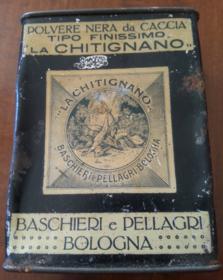 POLVERE NERA da CACCIA
TIPO FINISSIMO
"LA CHITIGNANO"
"LA CHITIGNANO"
BASCHIERI e PELLAGRI BOLOGNA
BASCHIERI e PELLAGRI
BOLOGNA